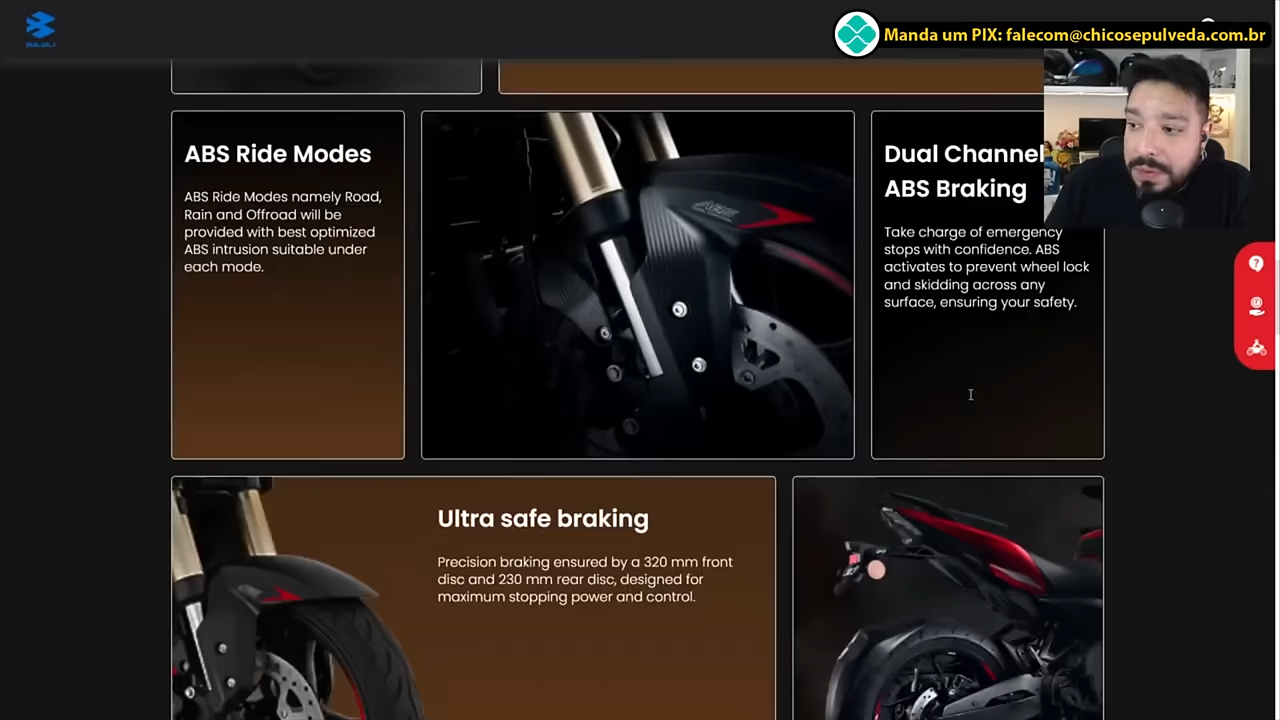 BAJAJ
Manda um PIX: falecom@chicosepulveda.com.br
ABS Ride Modes
ABS Ride Modes namely Road,
Rain and Offroad will be
provided with best optimized
ABS intrusion suitable under
each mode.
ABS
Dual Channel
ABS Braking
Take charge of emergency
stops with confidence. ABS
activates to prevent wheel lock
and skidding across any
surface, ensuring your safety.
Ultra safe braking
Precision braking ensured by a 320 mm front
disc and 230 mm rear disc, designed for
maximum stopping power and control.